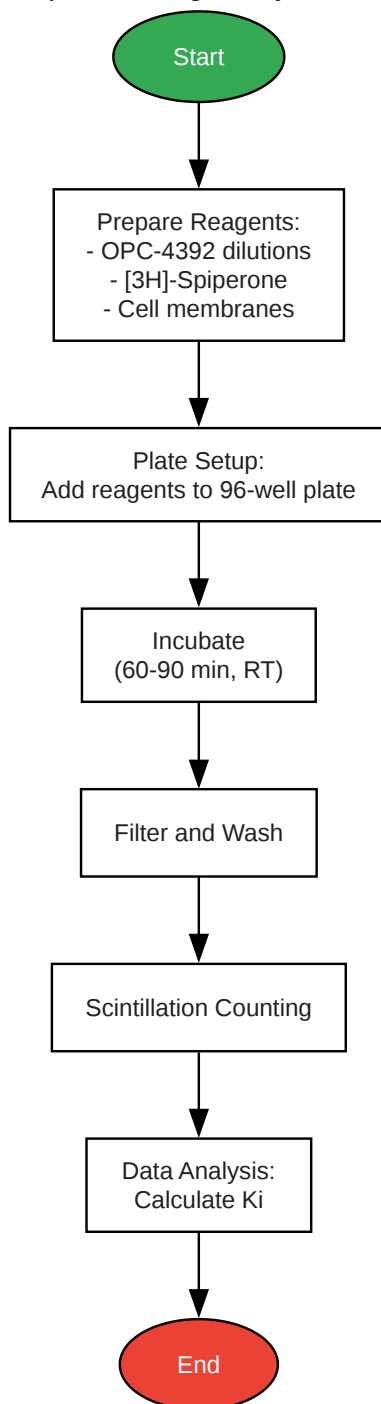 Start
Prepare Reagents:
- OPC-4392 dilutions
- [3H]-Spiperone
- Cell membranes
Plate Setup:
Add reagents to 96-well plate
Incubate
(60-90 min, RT)
Filter and Wash
Scintillation Counting
Data Analysis:
Calculate Ki
End